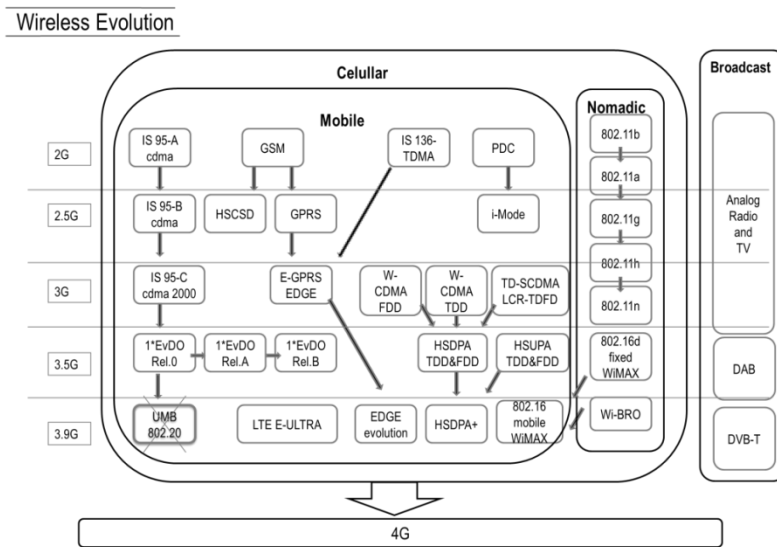 Wireless Evolution
Celullar
Broadcast
Mobile
Nomadic
2G
IS 95-A
cdma
GSM
IS 136-
TDMA
PDC
802.11b
802.11a
2.5G
IS 95-B
cdma
HSCSD
GPRS
i-Mode
802.11g
Analog
Radio
and
TV
802.11h
3G
IS 95-C
cdma 2000
E-GPRS
EDGE
W-
CDMA
FDD
W-
CDMA
TDD
TD-SCDMA
LCR-TDFD
802.11n
3.5G
1*EvDO
Rel.0
1*EvDO
Rel.A
1*EvDO
Rel.B
HSDPA
TDD&FDD
HSUPA
TDD&FDD
802.16d
fixed
WiMAX
DAB
3.9G
UMB
802.20
LTE E-ULTRA
EDGE
evolution
HSDPA+
802.16
mobile
WiMAX
Wi-BRO
DVB-T
4G